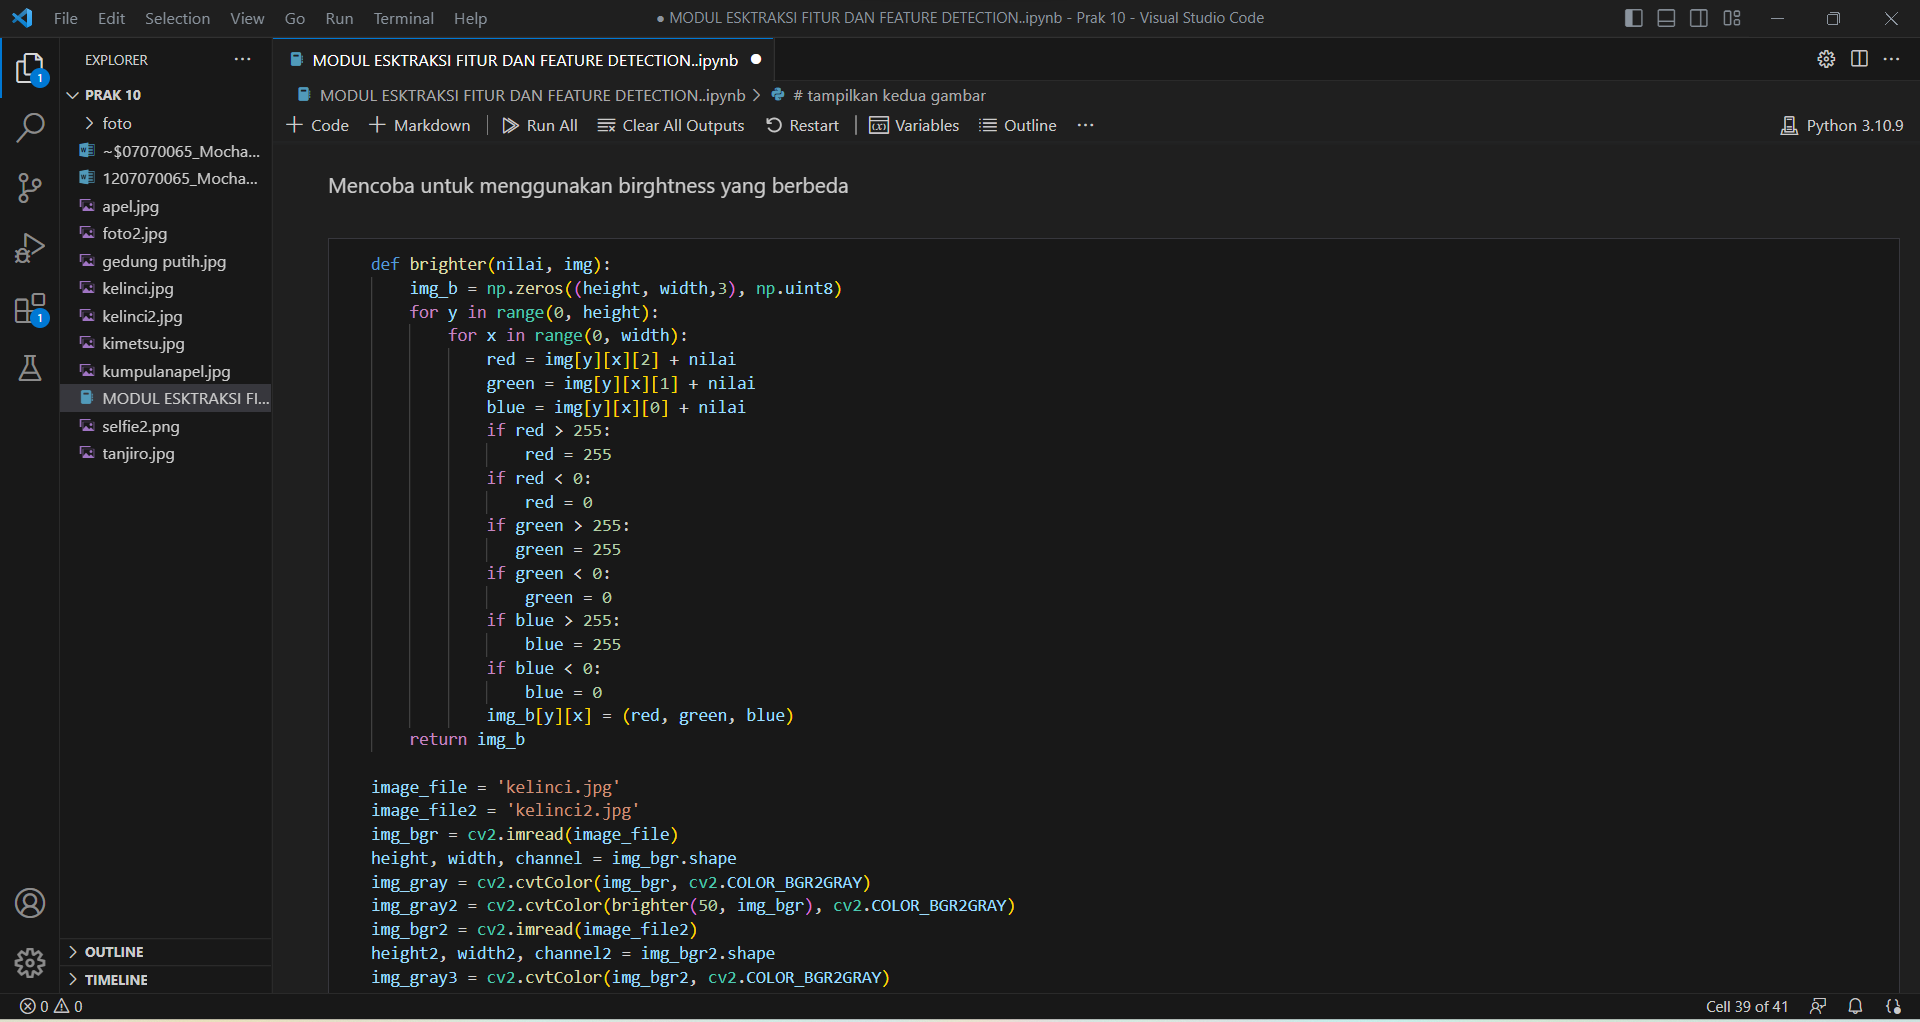 File Edit Selection View Go Run Terminal Help
● MODUL ESKTRAKSI FITUR DAN FEATURE DETECTION..ipynb - Prak 10 - Visual Studio Code
EXPLORER
PRAK 10
foto
~$07070065_Mocha...
1207070065_Mocha...
apel.jpg
foto2.jpg
gedung putih.jpg
kelinci.jpg
kelinci2.jpg
kimetsu.jpg
kumpulanapel.jpg
MODUL ESKTRAKSI FI...
selfie2.png
tanjiro.jpg
OUTLINE
TIMELINE
1
1
MODUL ESKTRAKSI FITUR DAN FEATURE DETECTION..ipynb
MODUL ESKTRAKSI FITUR DAN FEATURE DETECTION..ipynb > # tampilkan kedua gambar
Code Markdown Run All Clear All Outputs Restart Variables Outline ... Python 3.10.9
Mencoba untuk menggunakan birghtness yang berbeda
def brighter(nilai, img):
    img_b = np.zeros((height, width,3), np.uint8)
    for y in range(0, height):
        for x in range(0, width):
            red = img[y][x][2] + nilai
            green = img[y][x][1] + nilai
            blue = img[y][x][0] + nilai
            if red > 255:
                red = 255
            if red < 0:
                red = 0
            if green > 255:
               green = 255
            if green < 0:
                green = 0
            if blue > 255:
                blue = 255
            if blue < 0:
                blue = 0
            img_b[y][x] = (red, green, blue)
    return img_b
image_file = 'kelinci.jpg'
image_file2 = 'kelinci2.jpg'
img_bgr = cv2.imread(image_file)
height, width, channel = img_bgr.shape
img_gray = cv2.cvtColor(img_bgr, cv2.COLOR_BGR2GRAY)
img_gray2 = cv2.cvtColor(brighter(50, img_bgr), cv2.COLOR_BGR2GRAY)
img_bgr2 = cv2.imread(image_file2)
height2, width2, channel2 = img_bgr2.shape
img_gray3 = cv2.cvtColor(img_bgr2, cv2.COLOR_BGR2GRAY)
0 0
Cell 39 of 41